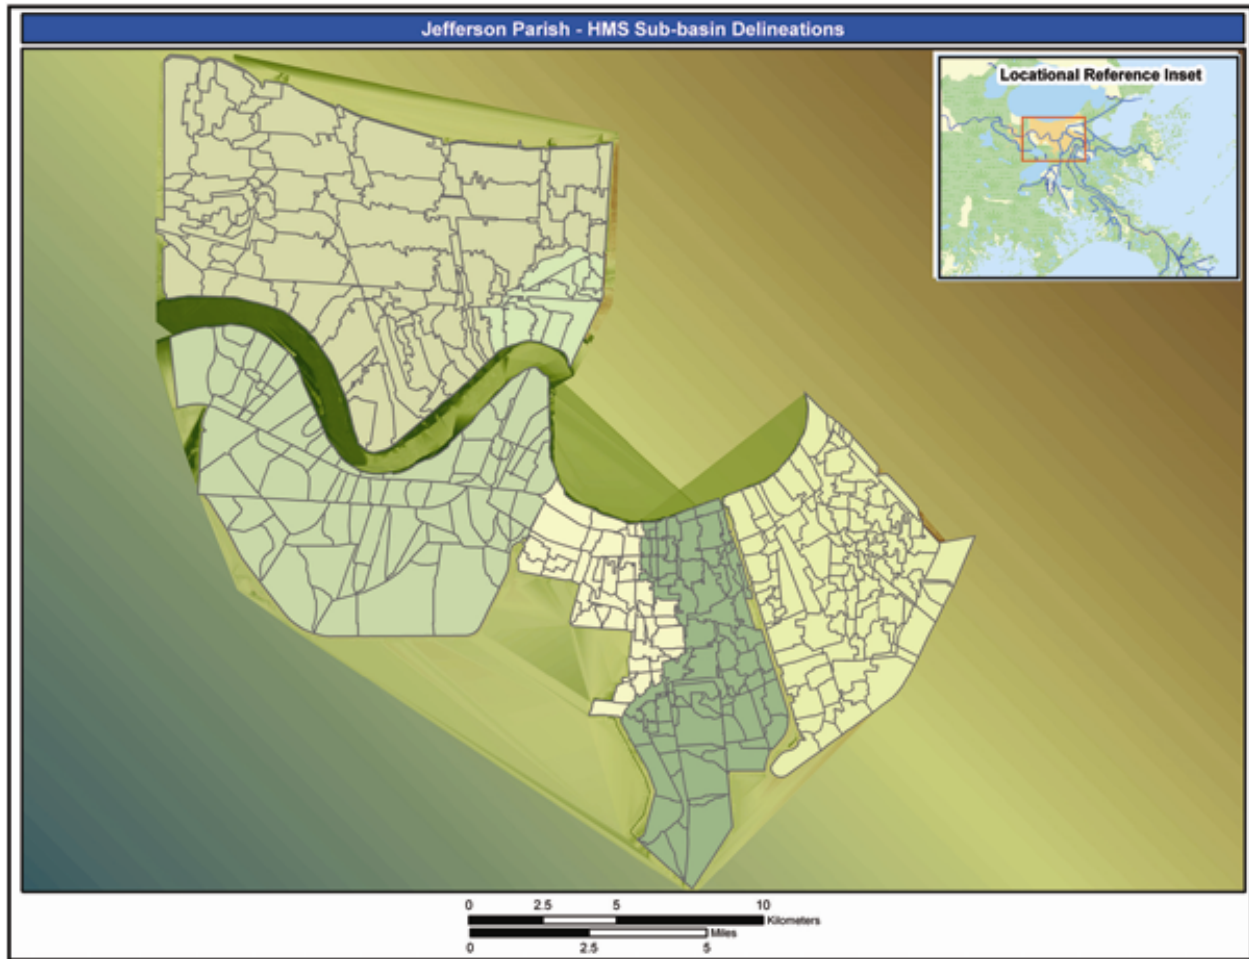 Jefferson Parish - HMS Sub-basin Delineations
Locational Reference Inset
0 2.5 5 10
Kilometers
Miles
0 2.5 5